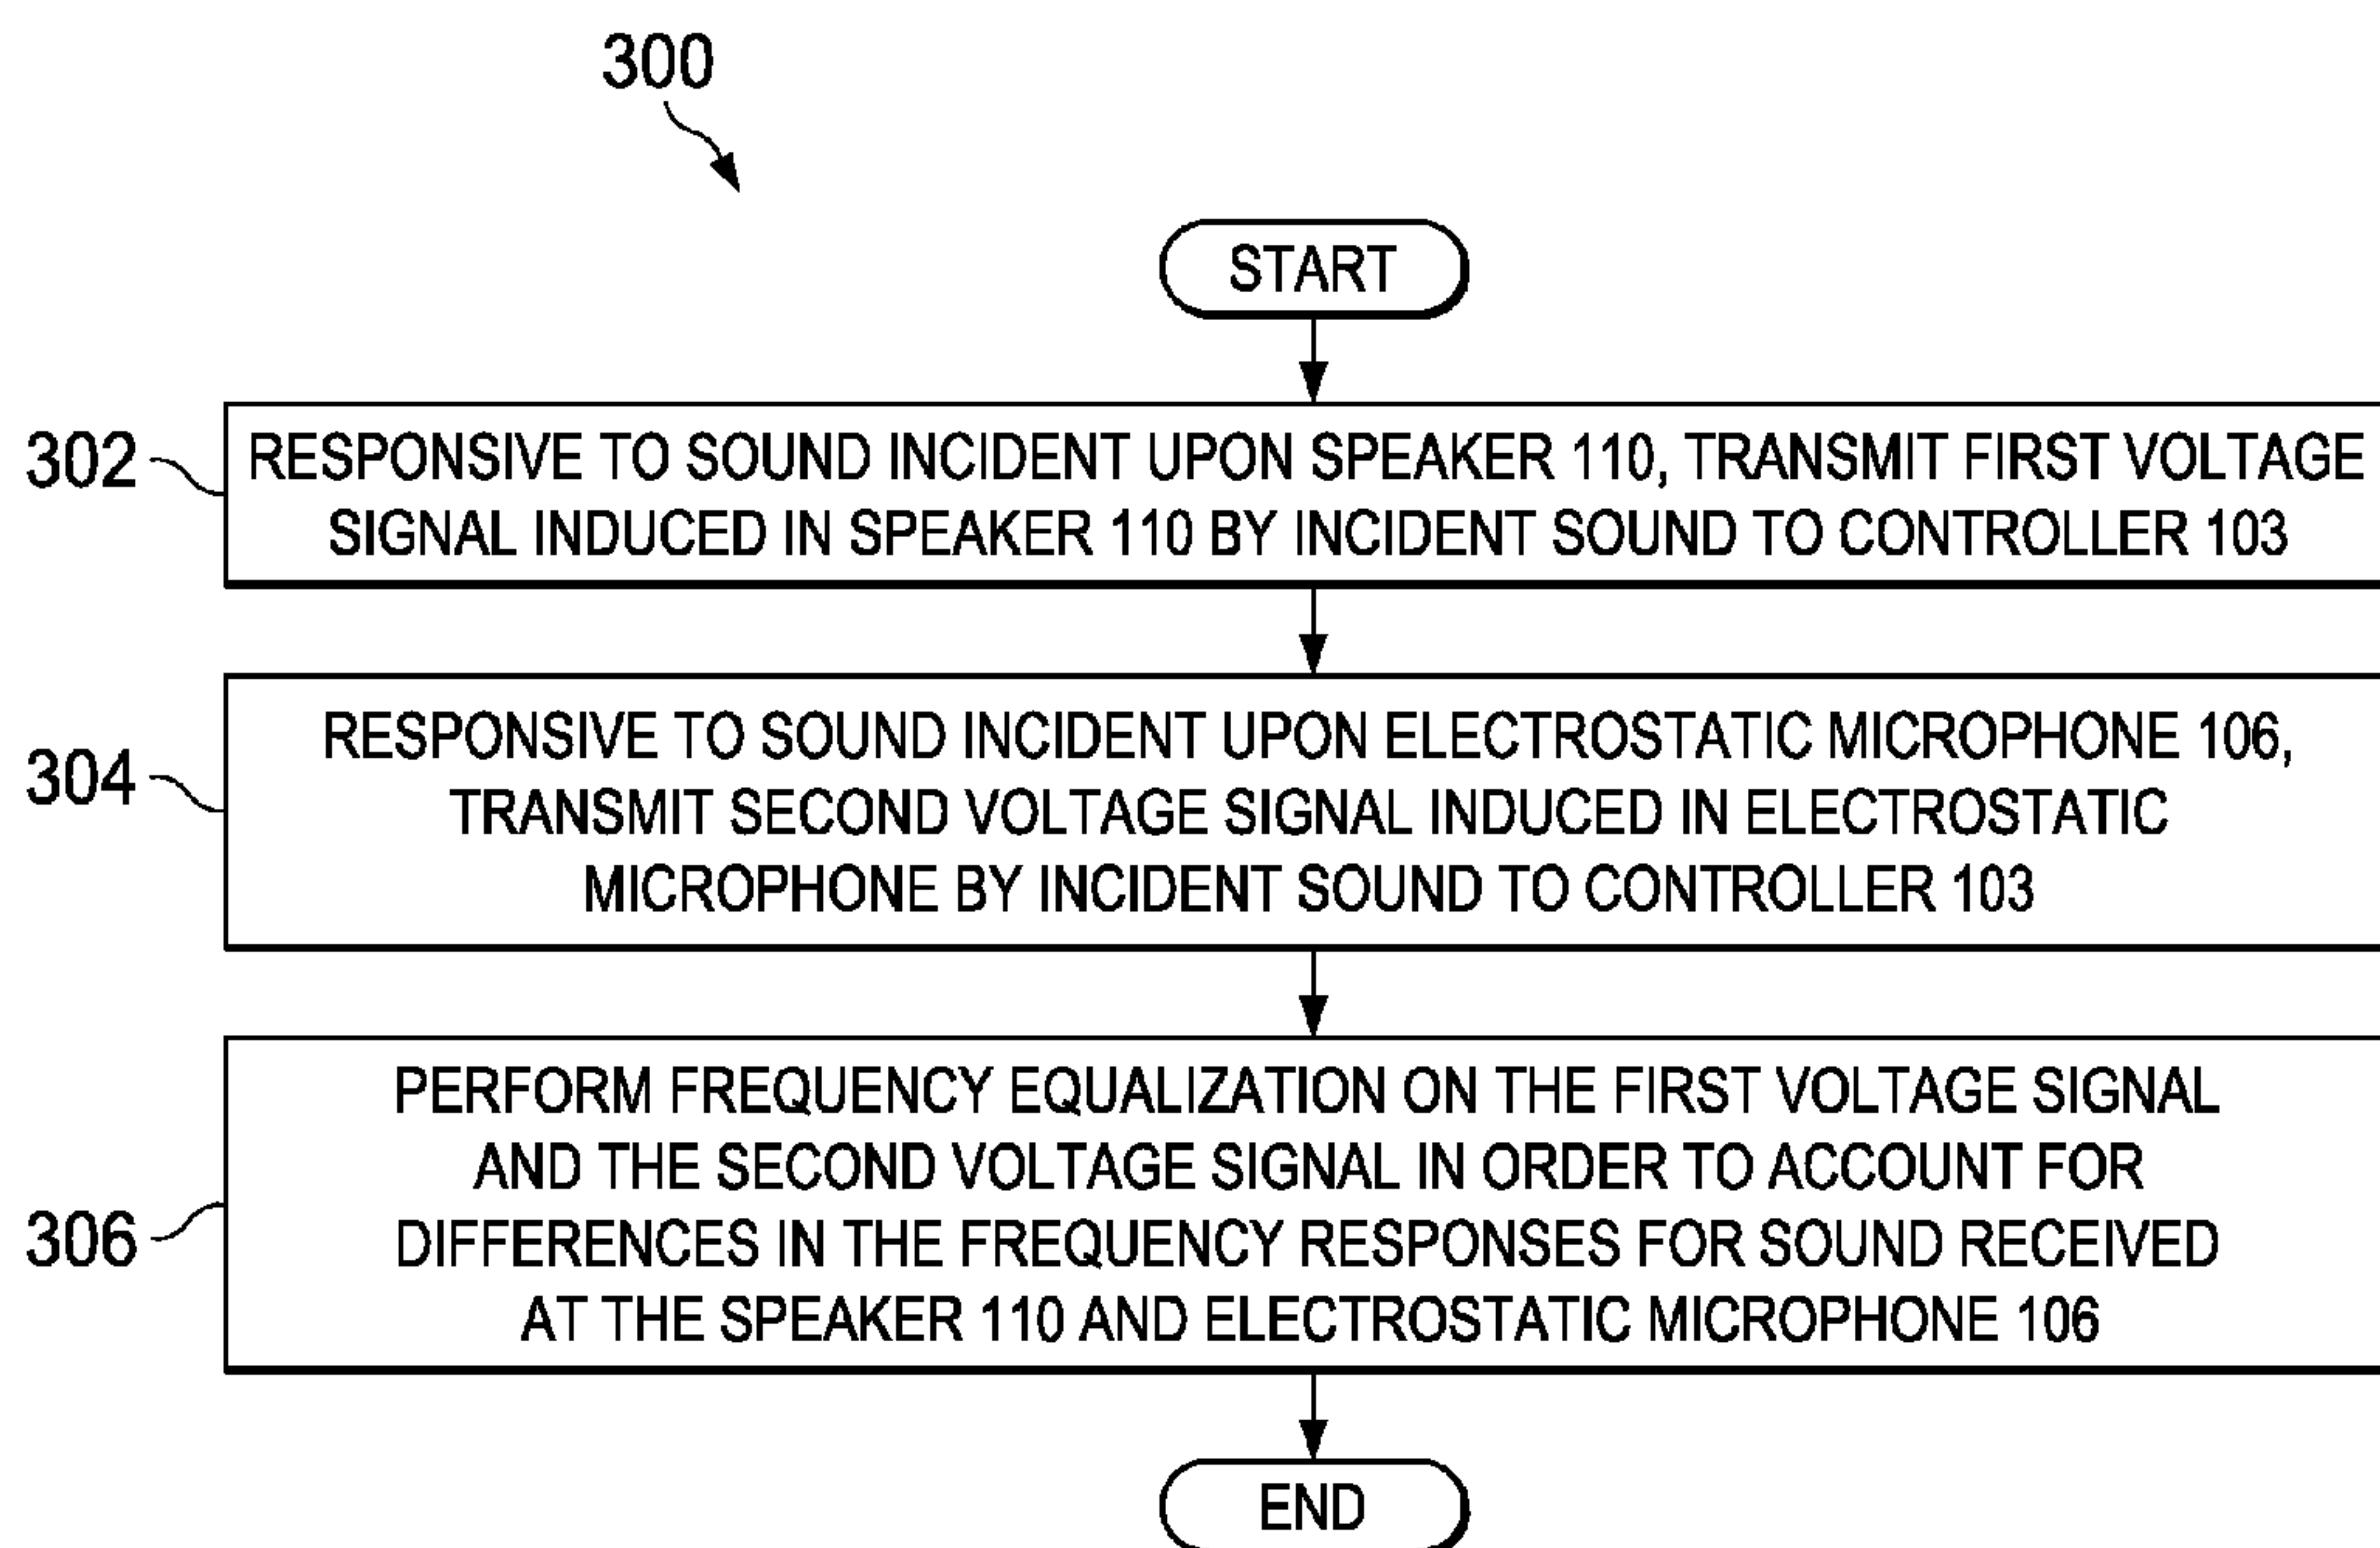 300
START
302
RESPONSIVE TO SOUND INCIDENT UPON SPEAKER 110, TRANSMIT FIRST VOLTAGE
SIGNAL INDUCED IN SPEAKER 110 BY INCIDENT SOUND TO CONTROLLER 103
304
RESPONSIVE TO SOUND INCIDENT UPON ELECTROSTATIC MICROPHONE 106,
TRANSMIT SECOND VOLTAGE SIGNAL INDUCED IN ELECTROSTATIC
MICROPHONE BY INCIDENT SOUND TO CONTROLLER 103
306
PERFORM FREQUENCY EQUALIZATION ON THE FIRST VOLTAGE SIGNAL
AND THE SECOND VOLTAGE SIGNAL IN ORDER TO ACCOUNT FOR
DIFFERENCES IN THE FREQUENCY RESPONSES FOR SOUND RECEIVED
AT THE SPEAKER 110 AND ELECTROSTATIC MICROPHONE 106
END